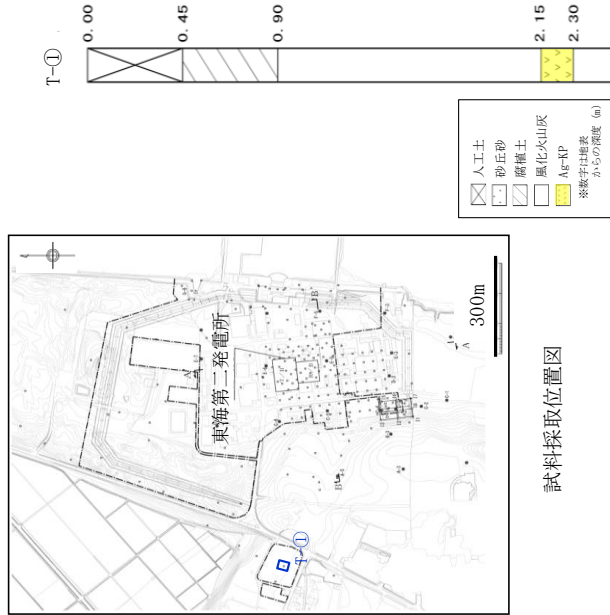 T-①
0.00
0.45
0.90
2.15
2.30
人工土
砂丘砂
腐植土
風化火山灰
Ag-KP
※数字は地表
からの深度 (m)
東海第二発電所
T-①
A
A'
B
B'
300m
試料採取位置図